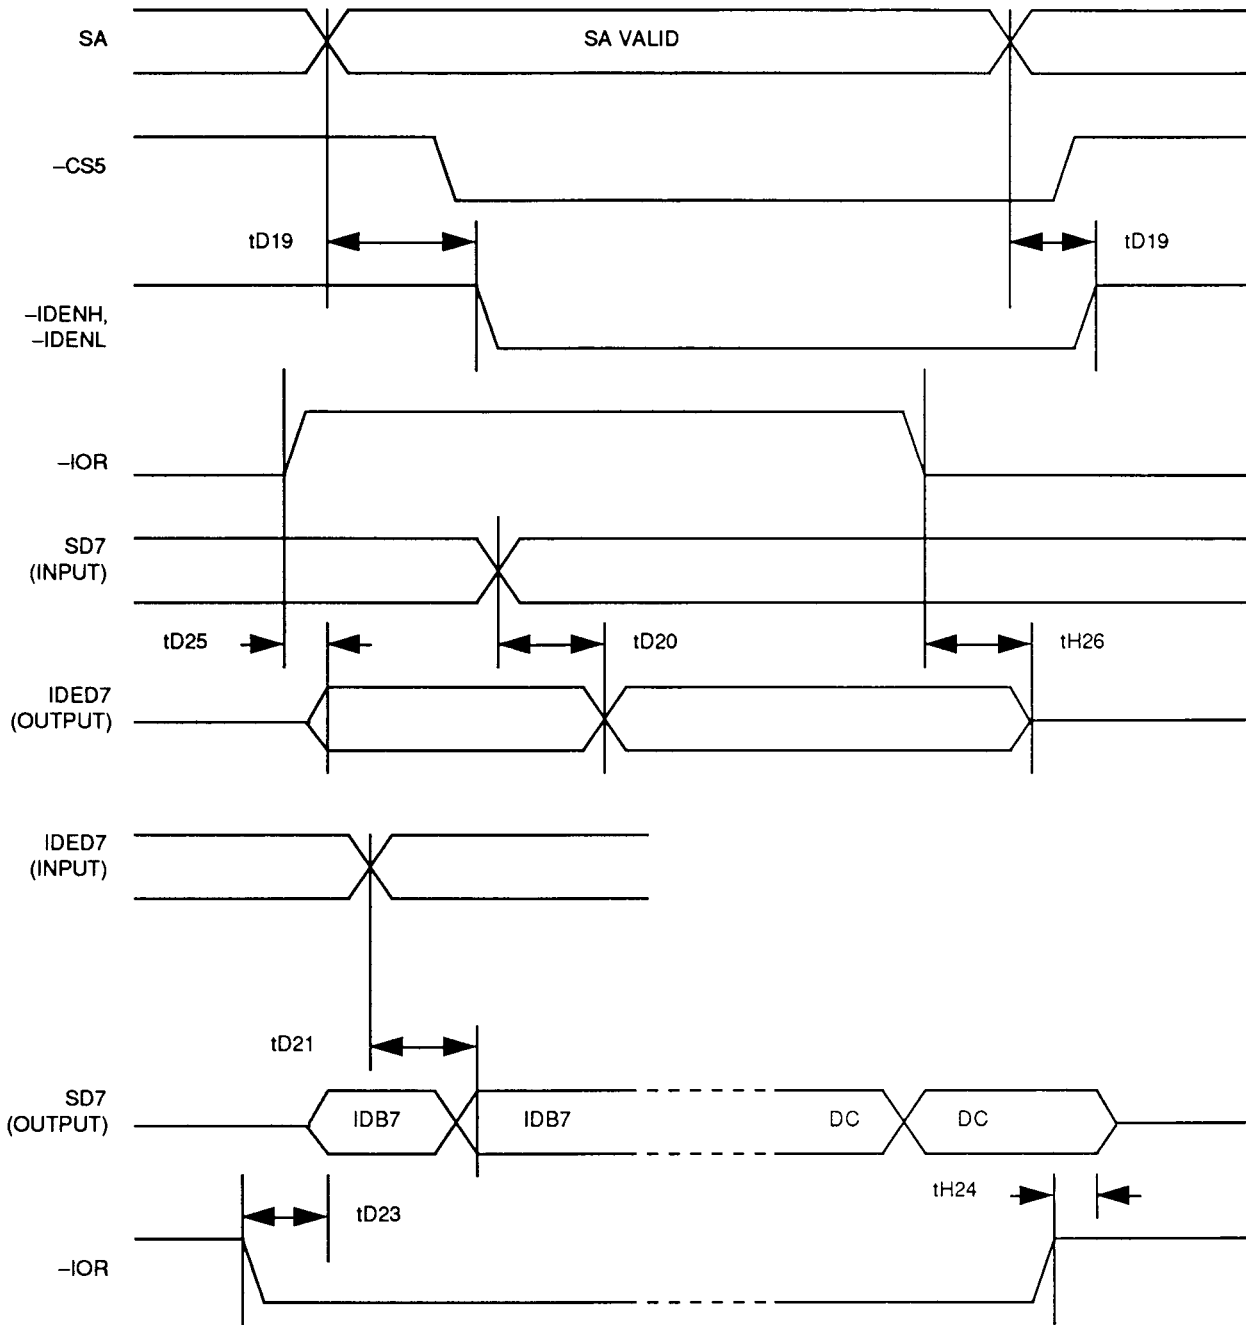 SA
SA VALID
–CS5
tD19
tD19
–IDENH,
–IDENL
–IOR
SD7
(INPUT)
tD25
tD20
tH26
IDED7
(OUTPUT)
IDED7
(INPUT)
tD21
SD7
(OUTPUT)
IDB7
IDB7
DC
DC
tH24
tD23
–IOR